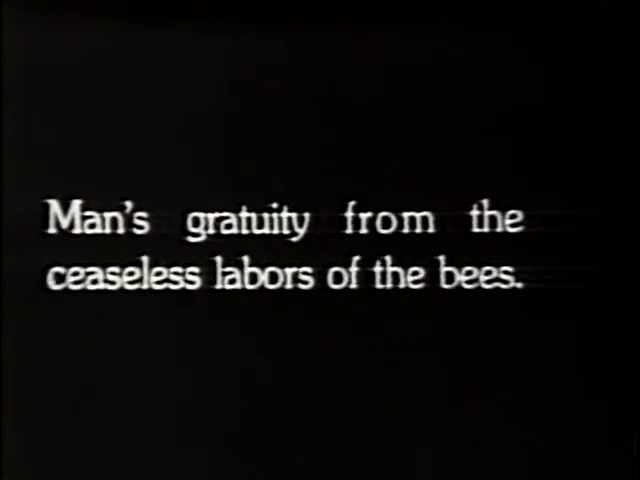 Man's gratuity from the
ceaseless labors of the bees.